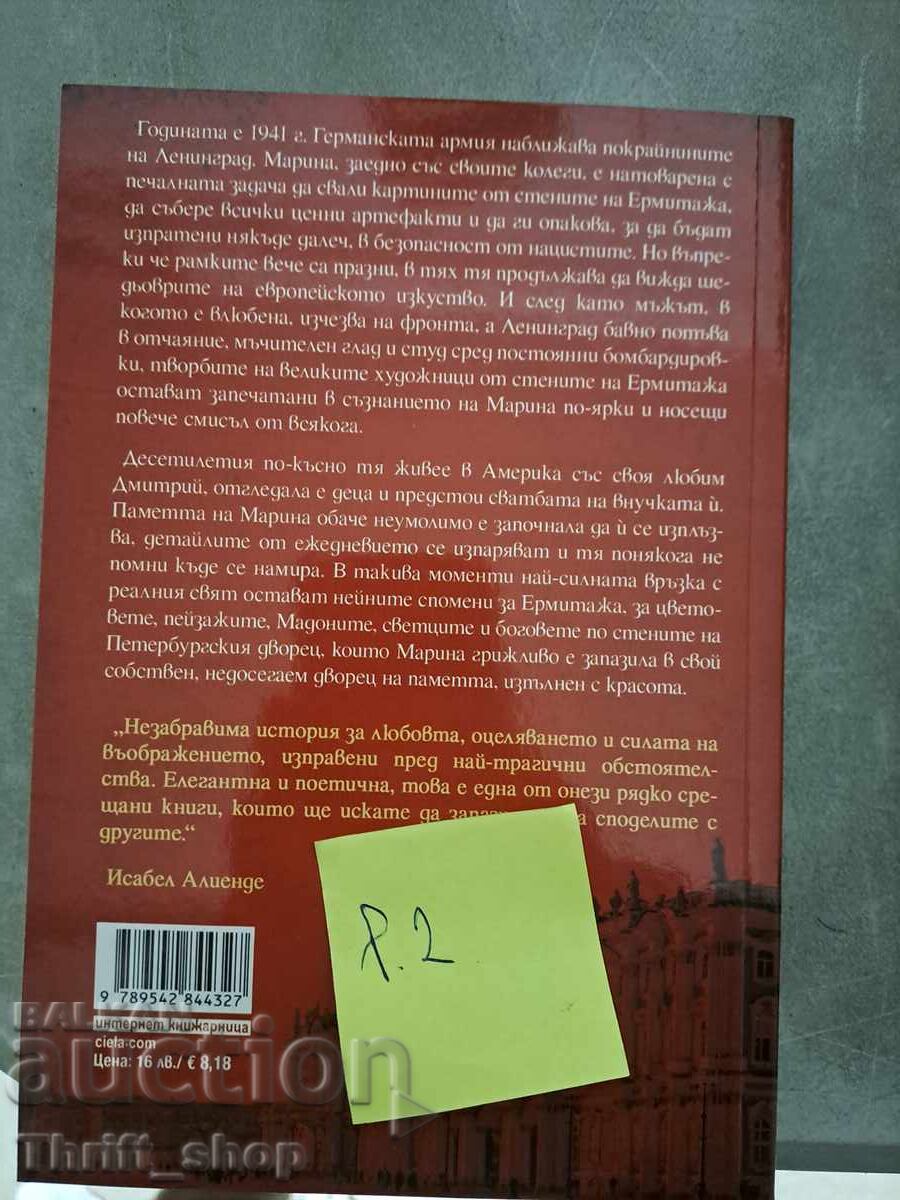 Годината е 1941 г. Германската армия наближава покрайнините
на Ленинград. Марина, заедно със своите колеги, е натоварена с
печалната задача да свали картините от стените на Ермитажа,
да събере всички ценни артефакти и да ги опакова, за да бъдат
изпратени някъде далеч, в безопасност от нацистите. Но въпре-
ки че рамките вече са празни, в тях тя продължава да вижда ше-
дьоврите на европейското изкуство. И след като мъжът, в
когото е влюбена, изчезва на фронта, а Ленинград бавно потъва
в отчаяние, мъчителен глад и студ сред постоянни бомбардиров-
ки, творбите на великите художници от стените на Ермитажа
остават запечатани в съзнанието на Марина по-ярки и носещи
повече смисъл от всякога.
Десетилетия по-късно тя живее в Америка със своя любим
Дмитрий, отгледала е деца и предстои сватбата на внучката ѝ.
Паметта на Марина обаче неумолимо е започнала да ѝ се изплъз-
ва, детайлите от ежедневието се изпаряват и тя понякога не
помни къде се намира. В такива моменти най-силната връзка с
реалния свят остават нейните спомени за Ермитажа, за цвето-
вете, пейзажите, Мадоните, светците и боговете по стените на
Петербургския дворец, които Марина грижливо е запазила в свой
собствен, недосегаем дворец на паметта, изпълнен с красота.
„Незабравима история за любовта, оцеляването и силата на
въображението, изправени пред най-трагични обстоятел-
ства. Елегантна и поетична, това е една от онези рядко сре-
щани книги, които ще искате да споделите с
другите.“
Исабел Алиенде
9 789542 844327
интернет книжарница
ciela.com
Цена: 16 лв./ € 8,18
Р.2
BALKAN
auction
Thrift_shop